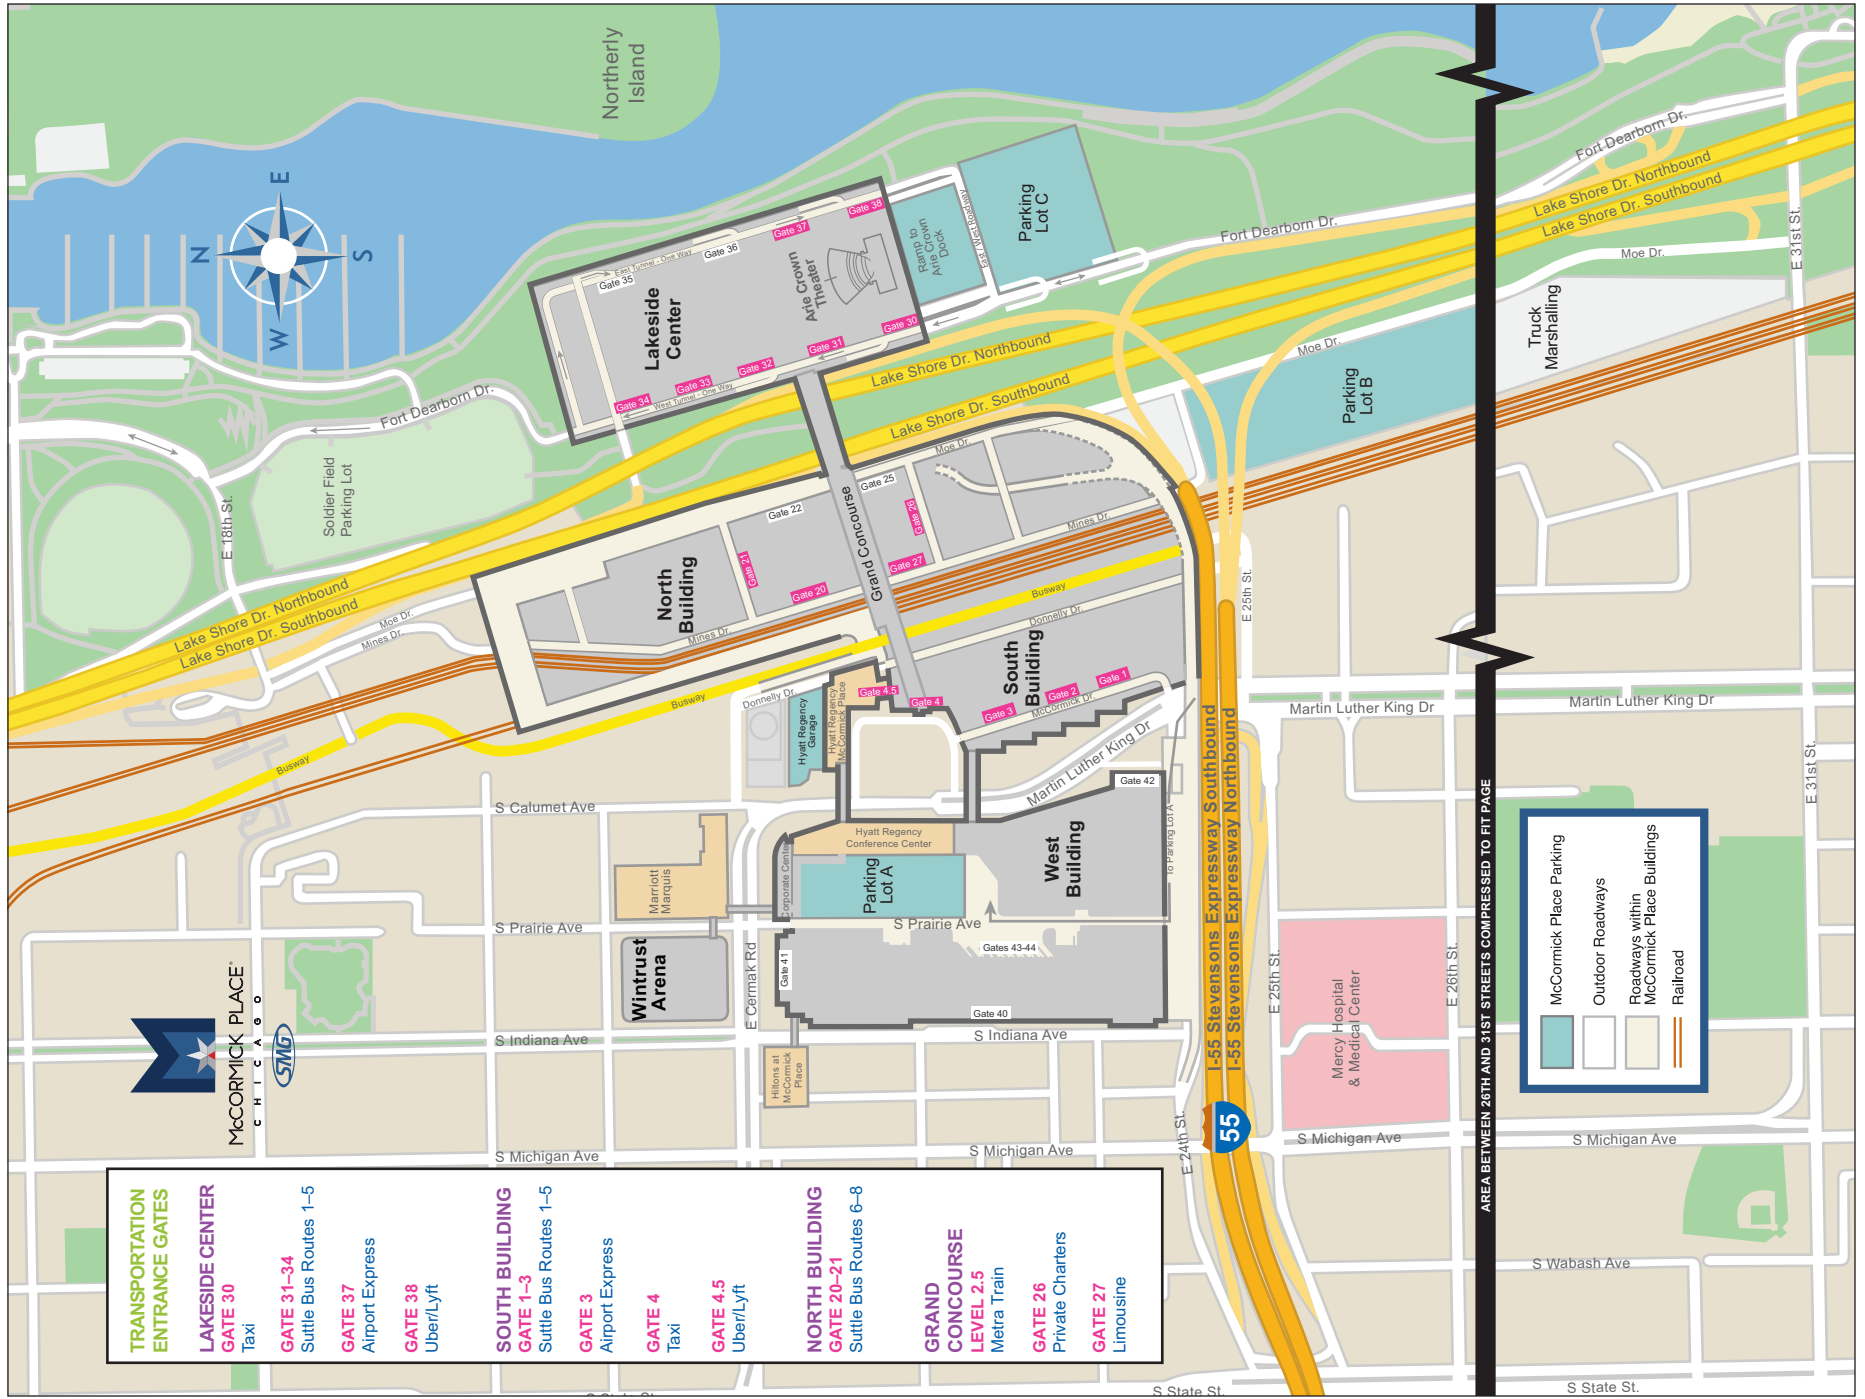 McCORMICK PLACE®
CHICAGO
SMG
TRANSPORTATION
ENTRANCE GATES
LAKESIDE CENTER
GATE 30
Taxi
GATE 31–34
Suttle Bus Routes 1–5
GATE 37
Airport Express
GATE 38
Uber/Lyft
SOUTH BUILDING
GATE 1–3
Suttle Bus Routes 1–5
GATE 3
Airport Express
GATE 4
Taxi
GATE 4.5
Uber/Lyft
NORTH BUILDING
GATE 20–21
Suttle Bus Routes 6–8
GRAND
CONCOURSE
LEVEL 2.5
Metra Train
GATE 26
Private Charters
GATE 27
Limousine
N
E
S
W
Northerly
Island
Soldier Field
Parking Lot
E 18th St.
Fort Dearborn Dr.
Lake Shore Dr. Northbound
Lake Shore Dr. Southbound
Moe Dr.
Mines Dr.
Busway
Lakeside
Center
Arie Crown
Theater
East Tunnel - One Way
West Tunnel - One Way
Gate 35
Gate 36
Gate 37
Gate 38
Gate 34
Gate 33
Gate 32
Gate 31
Gate 30
Ramp to
Arie Crown
Dock
East / West Roadway
Parking
Lot C
Fort Dearborn Dr.
Lake Shore Dr. Northbound
Lake Shore Dr. Southbound
Moe Dr.
North
Building
Gate 22
Gate 21
Gate 20
Mines Dr.
Busway
Grand Concourse
Gate 25
Gate 26
Gate 27
Moe Dr.
Mines Dr.
Busway
Donnelly Dr.
South
Building
Gate 1
Gate 2
Gate 3
McCormick Dr.
Gate 4
Gate 4.5
Donnelly Dr.
Hyatt Regency
Garage
Hyatt Regency
McCormick Place
Martin Luther King Dr
West
Building
Gate 42
Gate 40
Gate 41
Gates 43-44
Hyatt Regency
Conference Center
Corporate Center
Parking
Lot A
To Parking Lot A
S Prairie Ave
Marriott
Marquis
Wintrust
Arena
E Cermak Rd
Hiltons at
McCormick
Place
S Calumet Ave
S Prairie Ave
S Indiana Ave
S Indiana Ave
S Michigan Ave
S Michigan Ave
S State St.
S State St.
E 24th St.
I-55 Stevensons Expressway Southbound
I-55 Stevensons Expressway Northbound
55
E 25th St.
E 25th St.
E 26th St.
Mercy Hospital
& Medical Center
S Michigan Ave
Martin Luther King Dr
Parking
Lot B
Truck
Marshalling
Moe Dr.
Fort Dearborn Dr.
Lake Shore Dr. Northbound
Lake Shore Dr. Southbound
E 31st St.
E 31st St.
Martin Luther King Dr
S Michigan Ave
S Wabash Ave
S State St.
AREA BETWEEN 26TH AND 31ST STREETS COMPRESSED TO FIT PAGE
McCormick Place Parking
Outdoor Roadways
Roadways within
McCormick Place Buildings
Railroad